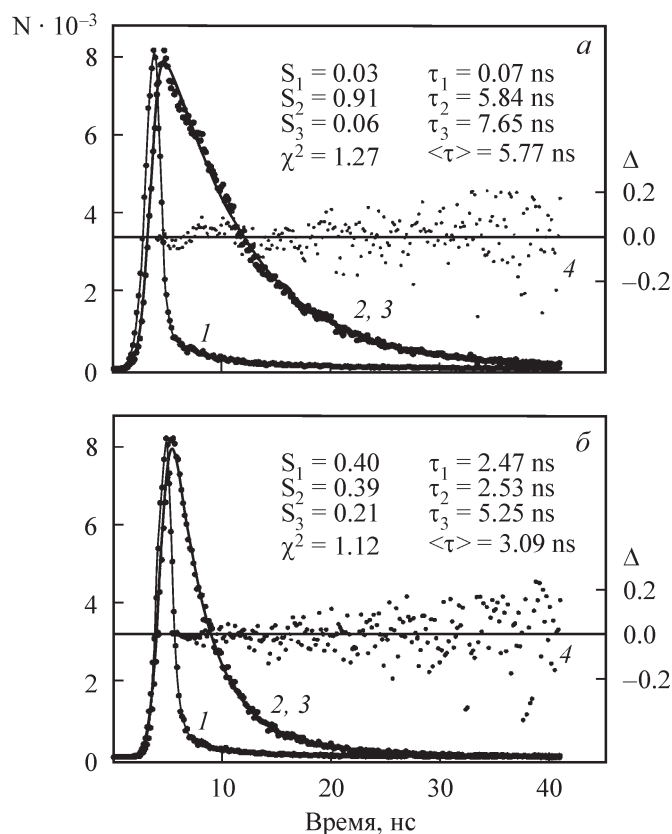 N · 10⁻³
а
8
6
4
2
0
S₁ = 0.03 τ₁ = 0.07 ns
S₂ = 0.91 τ₂ = 5.84 ns
S₃ = 0.06 τ₃ = 7.65 ns
χ² = 1.27 <τ> = 5.77 ns
Δ
0.2
0.0
–0.2
4
2, 3
1
10 20 30 40
б
8
6
4
2
0
S₁ = 0.40 τ₁ = 2.47 ns
S₂ = 0.39 τ₂ = 2.53 ns
S₃ = 0.21 τ₃ = 5.25 ns
χ² = 1.12 <τ> = 3.09 ns
Δ
0.2
0.0
–0.2
4
2, 3
1
10 20 30 40
Время, нс